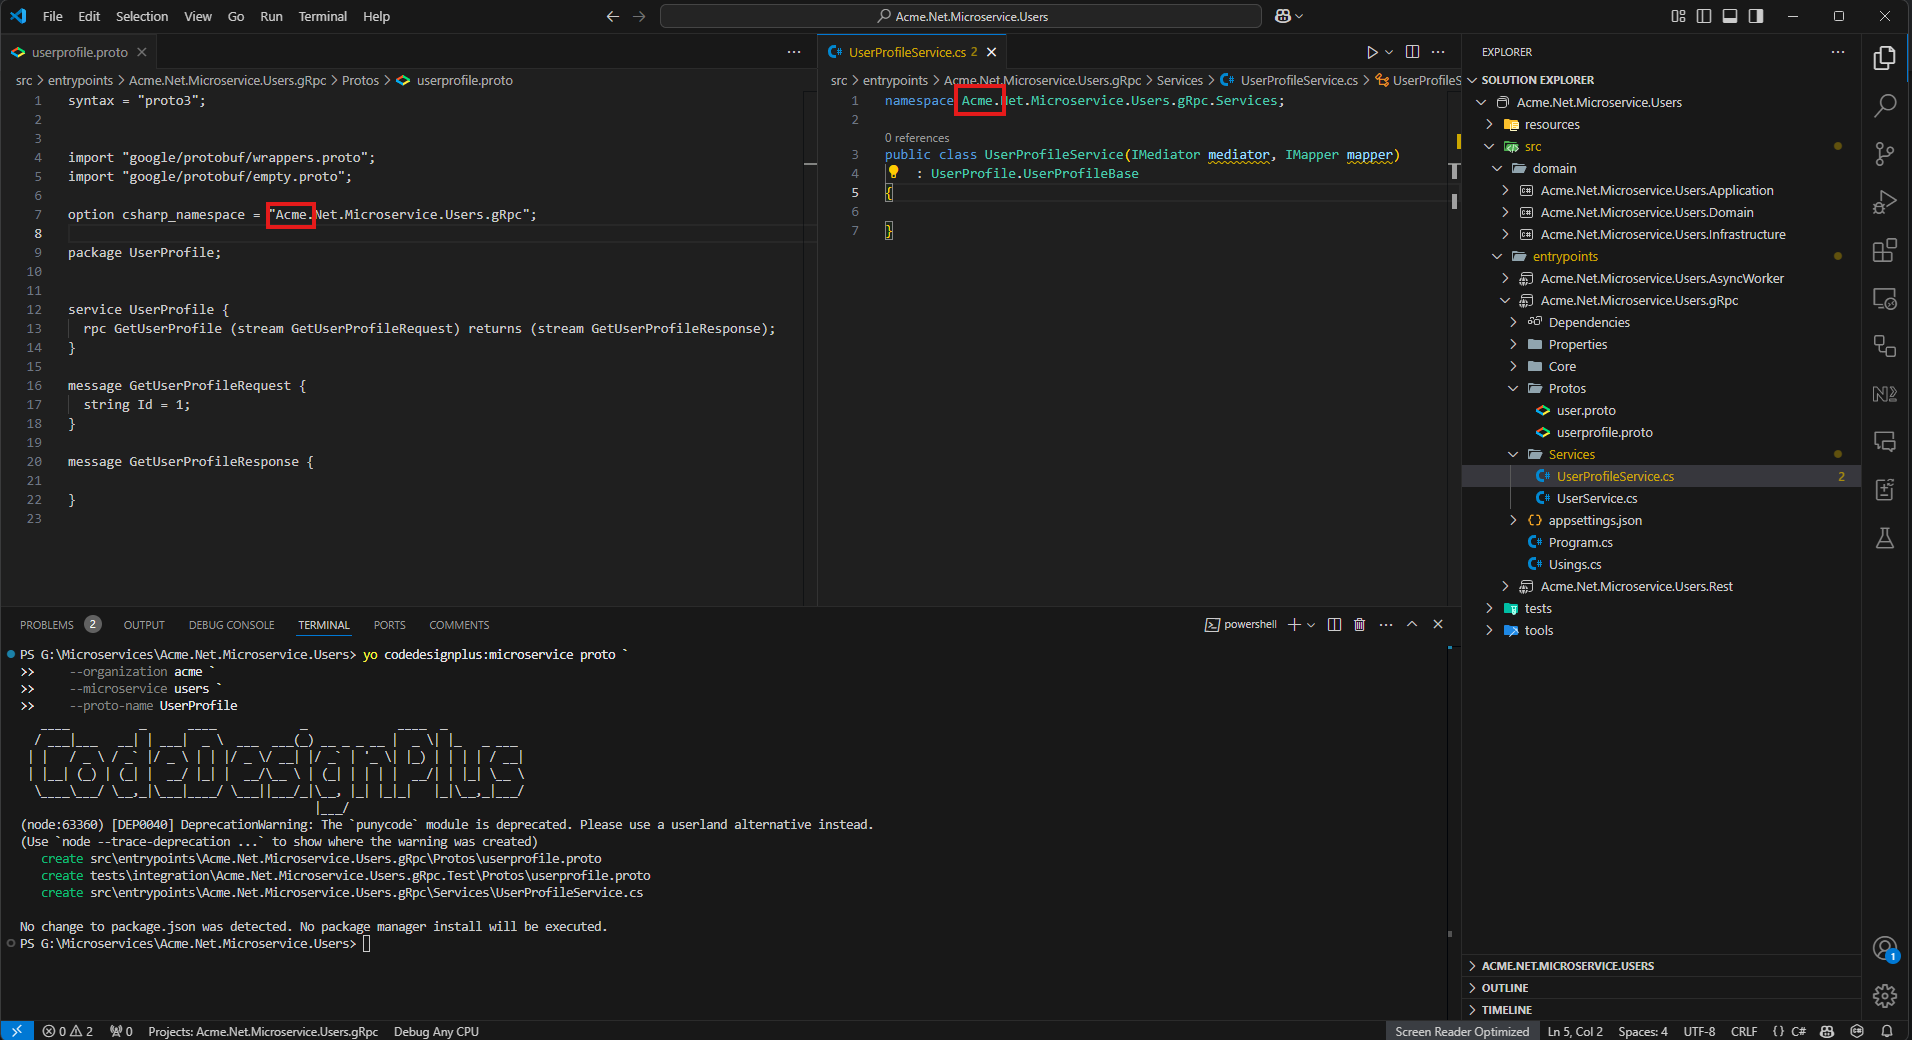 File Edit Selection View Go Run Terminal Help
Acme.Net.Microservice.Users
userprofile.proto
src > entrypoints > Acme.Net.Microservice.Users.gRpc > Protos > userprofile.proto
1 syntax = "proto3";
2
3
4 import "google/protobuf/wrappers.proto";
5 import "google/protobuf/empty.proto";
6
7 option csharp_namespace = "Acme.Net.Microservice.Users.gRpc";
8
9 package UserProfile;
10
11
12 service UserProfile {
13 rpc GetUserProfile (stream GetUserProfileRequest) returns (stream GetUserProfileResponse);
14 }
15
16 message GetUserProfileRequest {
17 string Id = 1;
18 }
19
20 message GetUserProfileResponse {
21
22 }
23
UserProfileService.cs 2
src > entrypoints > Acme.Net.Microservice.Users.gRpc > Services > UserProfileService.cs > UserProfileS
1 namespace Acme.Net.Microservice.Users.gRpc.Services;
2
0 references
3 public class UserProfileService(IMediator mediator, IMapper mapper)
4 : UserProfile.UserProfileBase
5 {
6
7 }
EXPLORER
SOLUTION EXPLORER
Acme.Net.Microservice.Users
resources
src
domain
Acme.Net.Microservice.Users.Application
Acme.Net.Microservice.Users.Domain
Acme.Net.Microservice.Users.Infrastructure
entrypoints
Acme.Net.Microservice.Users.AsyncWorker
Acme.Net.Microservice.Users.gRpc
Dependencies
Properties
Core
Protos
user.proto
userprofile.proto
Services
UserProfileService.cs 2
UserService.cs
appsettings.json
Program.cs
Usings.cs
Acme.Net.Microservice.Users.Rest
tests
tools
ACME.NET.MICROSERVICE.USERS
OUTLINE
TIMELINE
1
PROBLEMS 2 OUTPUT DEBUG CONSOLE TERMINAL PORTS COMMENTS
powershell
PS G:\Microservices\Acme.Net.Microservice.Users> yo codedesignplus:microservice proto `
>> --organization acme `
>> --microservice users `
>> --proto-name UserProfile
CodeDesignPlus
(node:63360) [DEP0040] DeprecationWarning: The `punycode` module is deprecated. Please use a userland alternative instead.
(Use `node --trace-deprecation ...` to show where the warning was created)
create src\entrypoints\Acme.Net.Microservice.Users.gRpc\Protos\userprofile.proto
create tests\integration\Acme.Net.Microservice.Users.gRpc.Test\Protos\userprofile.proto
create src\entrypoints\Acme.Net.Microservice.Users.gRpc\Services\UserProfileService.cs
No change to package.json was detected. No package manager install will be executed.
PS G:\Microservices\Acme.Net.Microservice.Users>
0 2 0 Projects: Acme.Net.Microservice.Users.gRpc Debug Any CPU
Screen Reader Optimized Ln 5, Col 2 Spaces: 4 UTF-8 CRLF {} C#